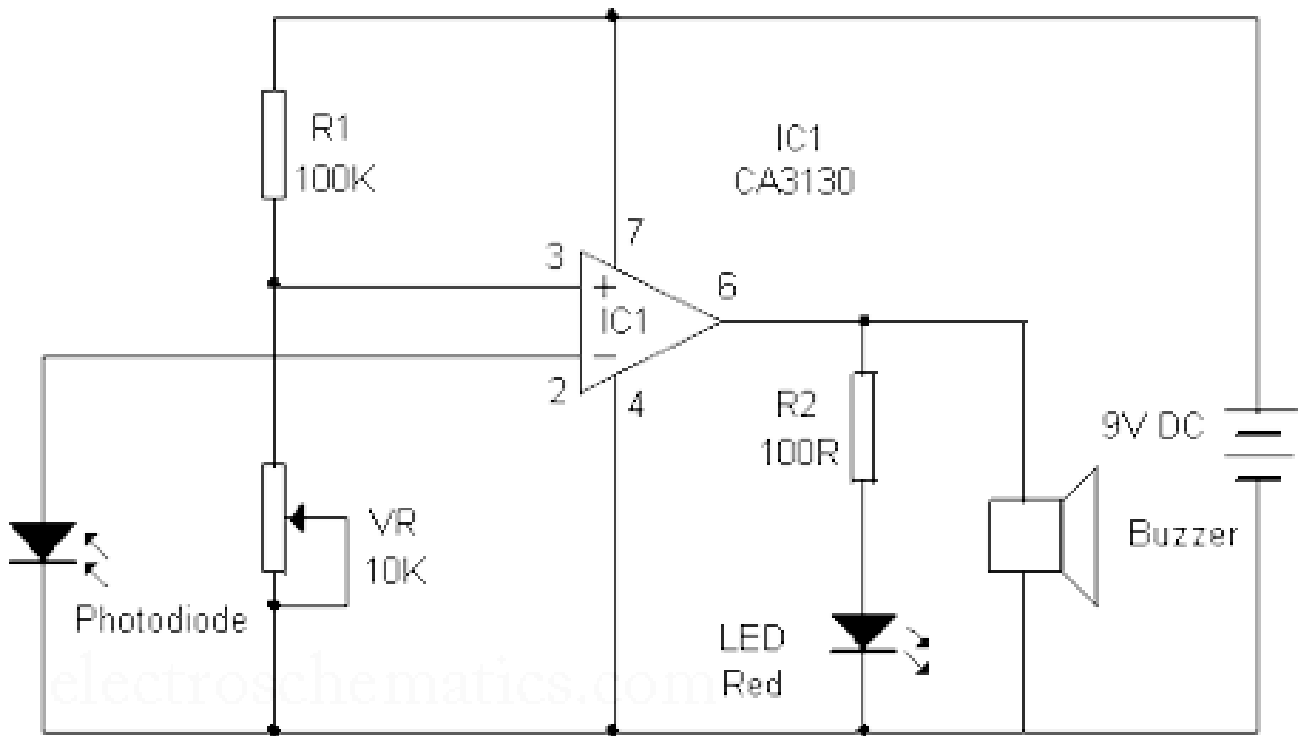 R1
100K
IC1
CA3130
3
7
+
IC1
6
−
2
4
R2
100R
9V DC
VR
10K
Buzzer
Photodiode
LED
Red
electroschematics.com